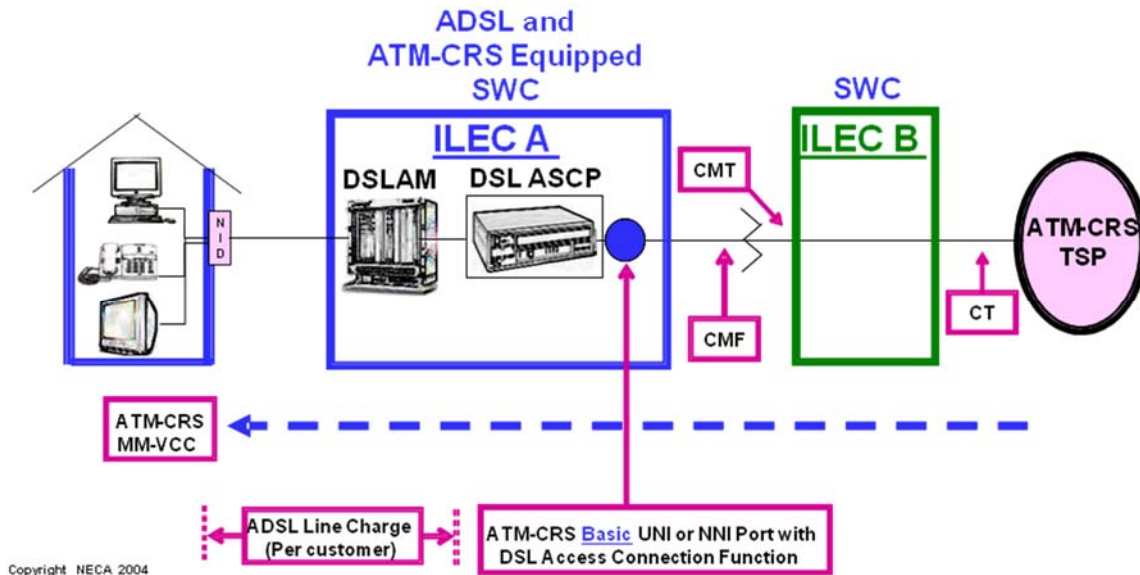 ADSL and
ATM-CRS Equipped
SWC
SWC
ILEC A
ILEC B
DSLAM
DSL ASCP
CMT
NID
ATM-CRS
TSP
CMF
CT
ATM-CRS
MM-VCC
ADSL Line Charge
(Per customer)
ATM-CRS Basic UNI or NNI Port with
DSL Access Connection Function
Copyright NECA 2004